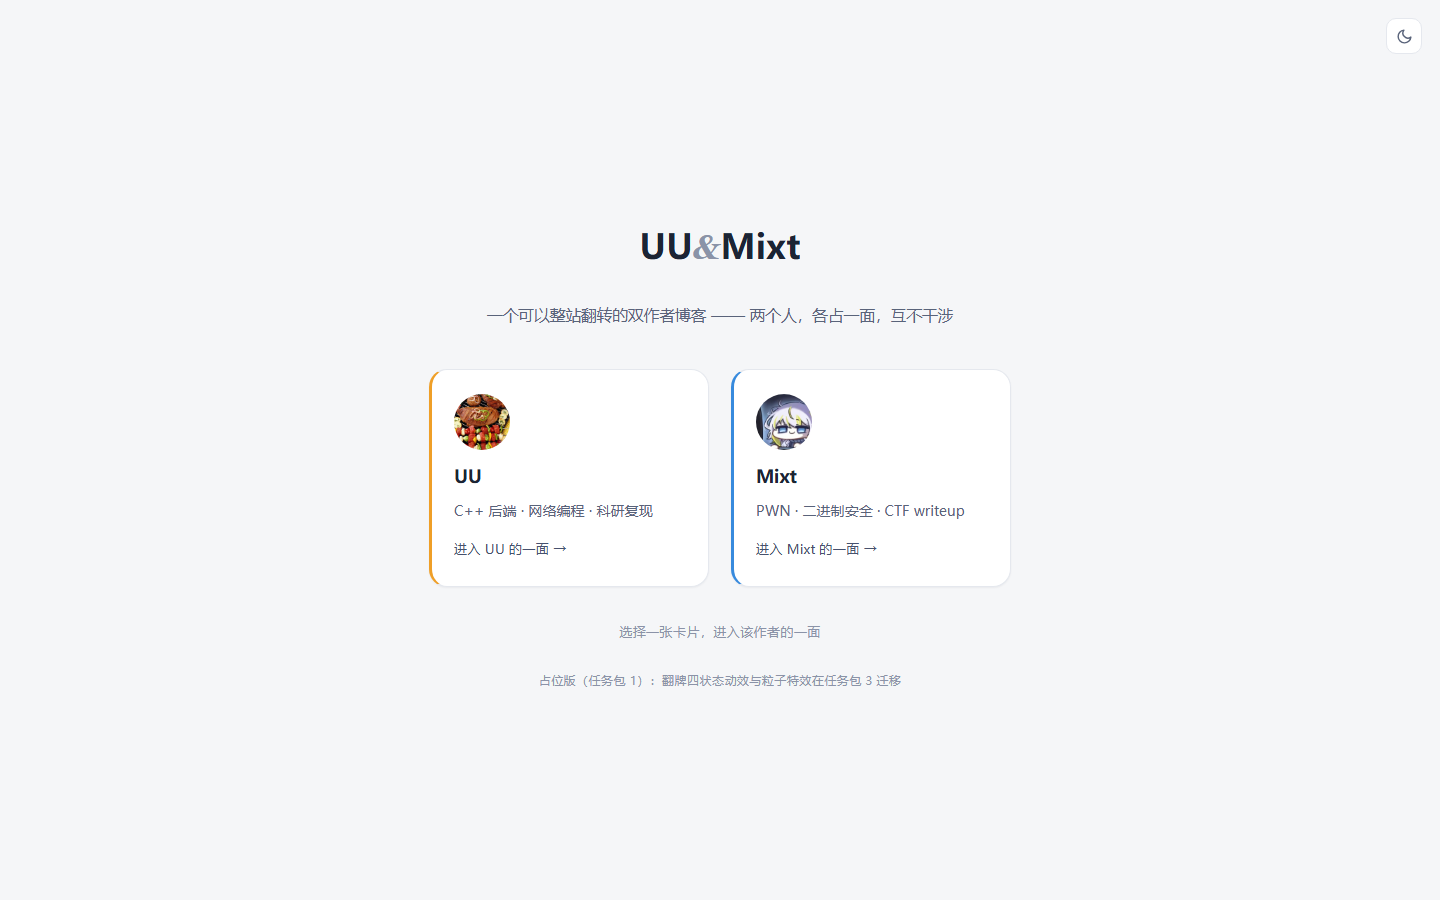 UU&Mixt
一个可以整站翻转的双作者博客 —— 两个人，各占一面，互不干涉
UU
C++ 后端 · 网络编程 · 科研复现
进入 UU 的一面 →
Mixt
PWN · 二进制安全 · CTF writeup
进入 Mixt 的一面 →
选择一张卡片，进入该作者的一面
占位版（任务包 1）：翻牌四状态动效与粒子特效在任务包 3 迁移